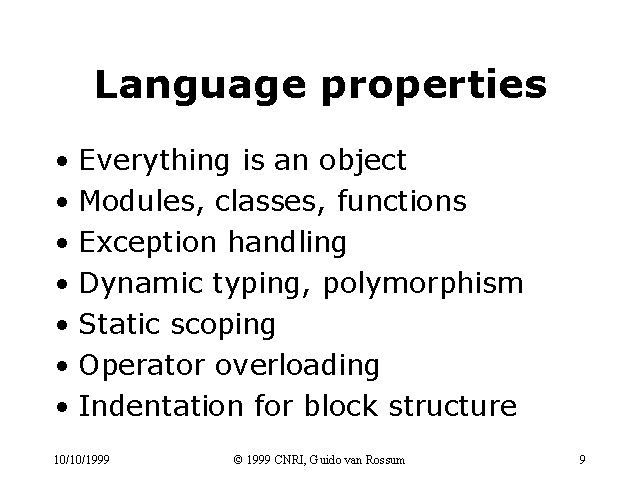 Language properties
• Everything is an object
• Modules, classes, functions
• Exception handling
• Dynamic typing, polymorphism
• Static scoping
• Operator overloading
• Indentation for block structure
10/10/1999 © 1999 CNRI, Guido van Rossum 9